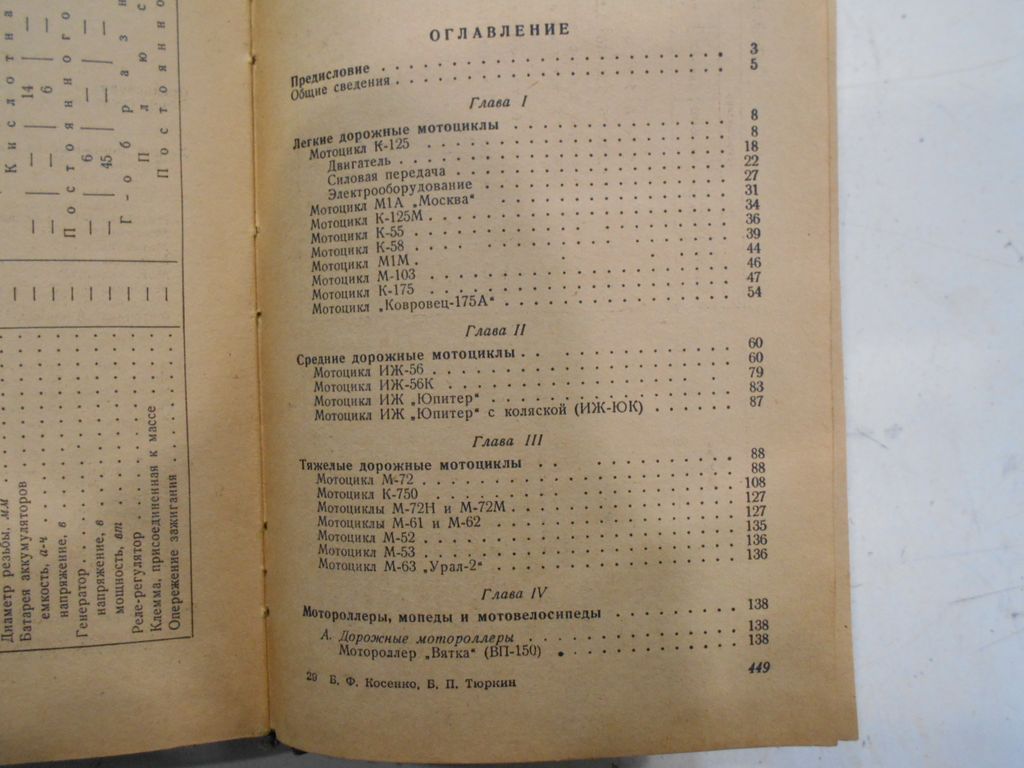 Диаметр резьбы, мм
Батарея аккумуляторов
емкость, а-ч
напряжение, в
Генератор
напряжение, в
мощность, вт
Реле-регулятор
Клемма, присоединенная к массе
Опережение зажигания
Кислотна
— | — | 14 | —
— | — | 6 | —
Постоянного
— | 6 | — | —
— | 45 | — | —
ОГЛАВЛЕНИЕ
Предисловие . . . . . . . . . . 3
Общие сведения . . . . . . . . . . 5
Глава I
Легкие дорожные мотоциклы . . . . . . . . . . 8
Мотоцикл К-125 . . . . . . . . . . 8
Двигатель . . . . . . . . . . 18
Силовая передача . . . . . . . . . . 22
Электрооборудование . . . . . . . . . . 27
Мотоцикл М1А „Москва“ . . . . . . . . . . 31
Мотоцикл К-125М . . . . . . . . . . 34
Мотоцикл К-55 . . . . . . . . . . 36
Мотоцикл К-58 . . . . . . . . . . 39
Мотоцикл М1М . . . . . . . . . . 44
Мотоцикл М-103 . . . . . . . . . . 46
Мотоцикл К-175 . . . . . . . . . . 47
Мотоцикл „Ковровец-175А“ . . . . . . . . . . 54
Глава II
Средние дорожные мотоциклы . . . . . . . . . . 60
Мотоцикл ИЖ-56 . . . . . . . . . . 60
Мотоцикл ИЖ-56К . . . . . . . . . . 79
Мотоцикл ИЖ „Юпитер“ . . . . . . . . . . 83
Мотоцикл ИЖ „Юпитер“ с коляской (ИЖ-ЮК) . . . . . . 87
Глава III
Тяжелые дорожные мотоциклы . . . . . . . . . . 88
Мотоцикл М-72 . . . . . . . . . . 88
Мотоцикл К-750 . . . . . . . . . . 108
Мотоциклы М-72Н и М-72М . . . . . . . . . . 127
Мотоциклы М-61 и М-62 . . . . . . . . . . 127
Мотоцикл М-52 . . . . . . . . . . 135
Мотоцикл М-53 . . . . . . . . . . 136
Мотоцикл М-63 „Урал-2“ . . . . . . . . . . 136
Глава IV
Мотороллеры, мопеды и мотовелосипеды . . . . . . . . 138
А. Дорожные мотороллеры . . . . . . . . . . 138
Мотороллер „Вятка“ (ВП-150) . . . . . . . . . . 138
29 Б. Ф. Косенко, Б. П. Тюркин
449